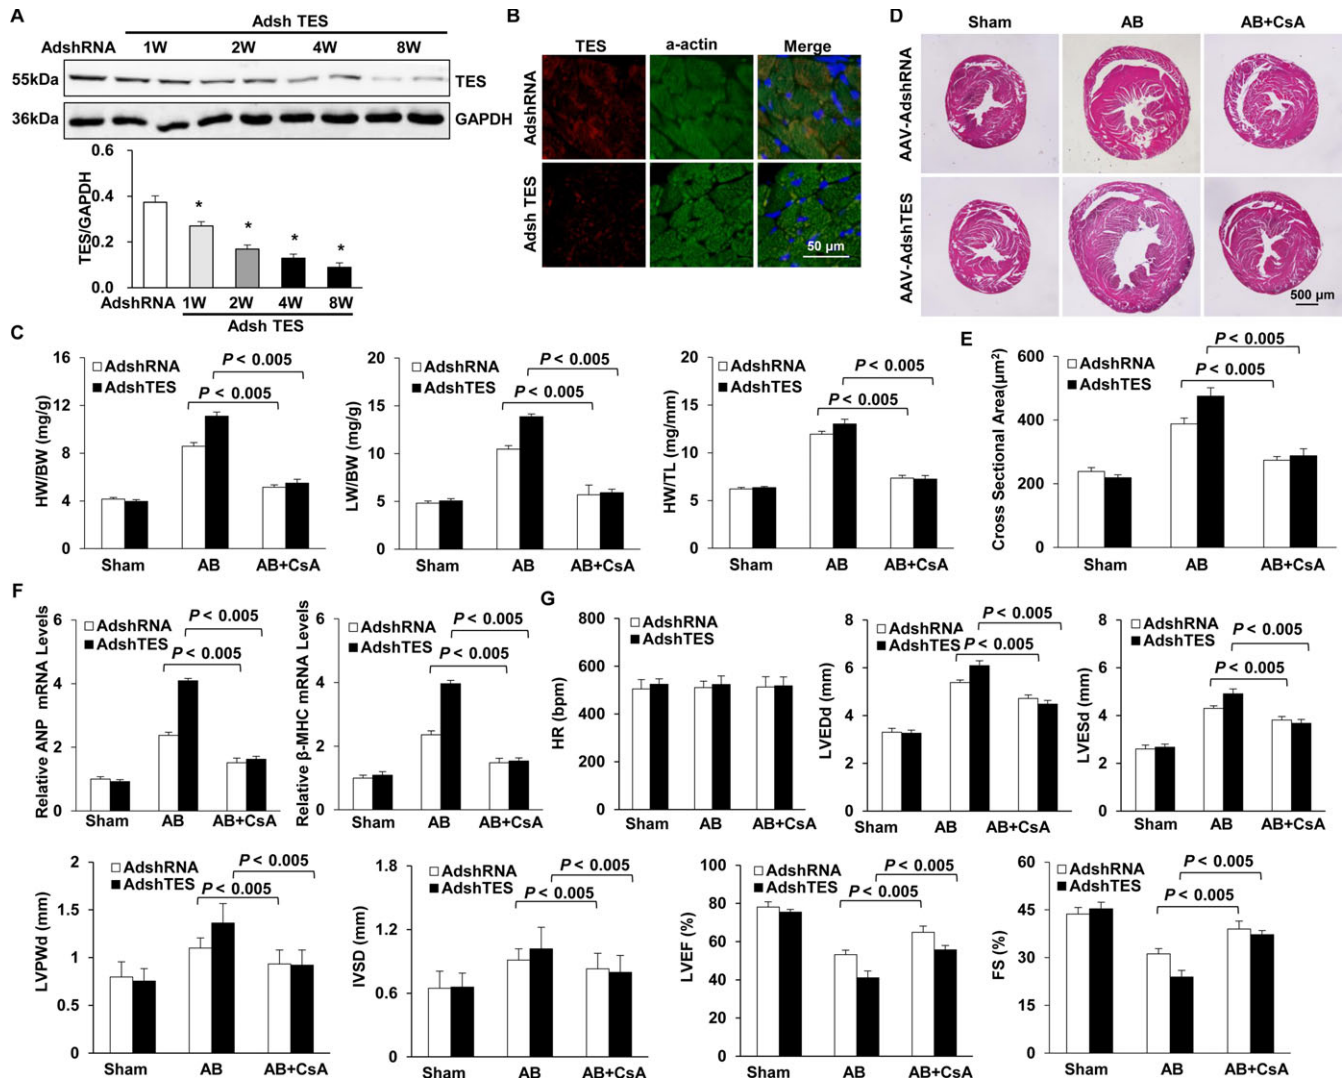 A
Adsh TES
AdshRNA 1W 2W 4W 8W
55kDa TES
36kDa GAPDH
TES/GAPDH
0.6
0.4
0.2
0.0
* * * *
AdshRNA 1W 2W 4W 8W
Adsh TES
B
TES a-actin Merge
AdshRNA
Adsh TES
50 µm
D
Sham AB AB+CsA
AAV-AdshRNA
AAV-AdshTES
500 µm
C
HW/BW (mg/g)
16
12
8
4
0
AdshRNA
AdshTES
P < 0.005
P < 0.005
Sham AB AB+CsA
LW/BW (mg/g)
20
15
10
5
0
AdshRNA
AdshTES
P < 0.005
P < 0.005
Sham AB AB+CsA
HW/TL (mg/mm)
20
15
10
5
0
AdshRNA
AdshTES
P < 0.005
P < 0.005
Sham AB AB+CsA
E
Cross Sectional Area(µm²)
600
400
200
0
AdshRNA
AdshTES
P < 0.005
P < 0.005
Sham AB AB+CsA
F
Relative ANP mRNA Levels
6
4
2
0
AdshRNA
AdshTES
P < 0.005
P < 0.005
Sham AB AB+CsA
Relative β-MHC mRNA Levels
6
4
2
0
AdshRNA
AdshTES
P < 0.005
P < 0.005
Sham AB AB+CsA
G
HR (bpm)
800
600
400
200
0
AdshRNA
AdshTES
Sham AB AB+CsA
LVEDd (mm)
8
6
4
2
0
AdshRNA
AdshTES
P < 0.005
P < 0.005
Sham AB AB+CsA
LVESd (mm)
8
6
4
2
0
AdshRNA
AdshTES
P < 0.005
P < 0.005
Sham AB AB+CsA
LVPWd (mm)
2
1.5
1
0.5
0
AdshRNA
AdshTES
P < 0.005
P < 0.005
Sham AB AB+CsA
IVSD (mm)
1.8
1.2
0.6
0.0
AdshRNA
AdshTES
P < 0.005
P < 0.005
Sham AB AB+CsA
LVEF (%)
100
80
60
40
20
0
AdshRNA
AdshTES
P < 0.005
P < 0.005
Sham AB AB+CsA
FS (%)
60
45
30
15
0
AdshRNA
AdshTES
P < 0.005
P < 0.005
Sham AB AB+CsA